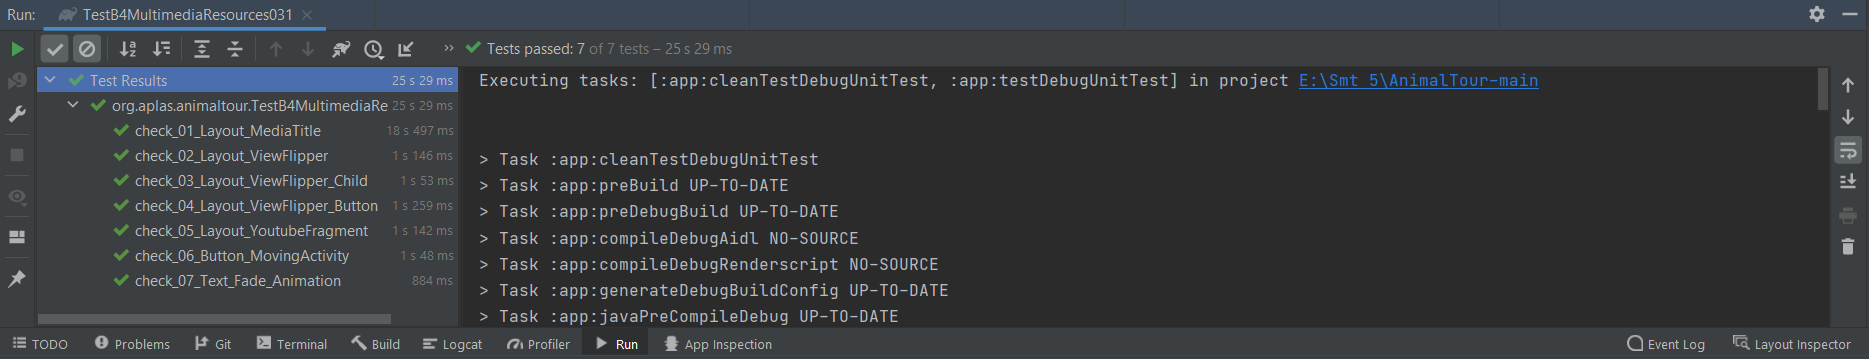 Run: TestB4MultimediaResources031
Tests passed: 7 of 7 tests – 25 s 29 ms
Test Results 25 s 29 ms
org.aplas.animaltour.TestB4MultimediaRe 25 s 29 ms
check_01_Layout_MediaTitle 18 s 497 ms
check_02_Layout_ViewFlipper 1 s 146 ms
check_03_Layout_ViewFlipper_Child 1 s 53 ms
check_04_Layout_ViewFlipper_Button 1 s 259 ms
check_05_Layout_YoutubeFragment 1 s 142 ms
check_06_Button_MovingActivity 1 s 48 ms
check_07_Text_Fade_Animation 884 ms
Executing tasks: [:app:cleanTestDebugUnitTest, :app:testDebugUnitTest] in project E:\Smt 5\AnimalTour-main
> Task :app:cleanTestDebugUnitTest
> Task :app:preBuild UP-TO-DATE
> Task :app:preDebugBuild UP-TO-DATE
> Task :app:compileDebugAidl NO-SOURCE
> Task :app:compileDebugRenderscript NO-SOURCE
> Task :app:generateDebugBuildConfig UP-TO-DATE
> Task :app:javaPreCompileDebug UP-TO-DATE
TODO Problems Git Terminal Build Logcat Profiler Run App Inspection Event Log Layout Inspector